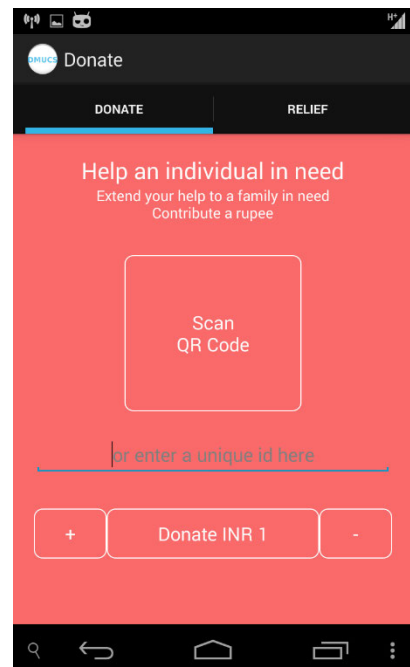 H+
DMUCS Donate
DONATE RELIEF
Help an individual in need
Extend your help to a family in need
Contribute a rupee
Scan
QR Code
or enter a unique id here
+ Donate INR 1 -